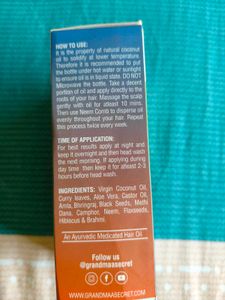 HOW TO USE:
It is the property of natural coconut
oil to solidify at lower temperature.
Therefore it is recommended to put
the bottle under hot water or sunlight
to ensure oil is in liquid state. DO NOT
Microwave the bottle. Take a decent
portion of oil and apply directly to the
roots of your hair. Massage the scalp
gently with oil for atleast 10 mins.
Then use Neem Comb to disperse oil
evenly throughout your hair. Repeat
this process twice every week.
TIME OF APPLICATION:
For best results apply at night and
keep it overnight and then head wash
the next morning. If applying during
day time then keep it for atleast 2-3
hours before head wash.
INGREDIENTS: Virgin Coconut Oil,
Curry leaves, Aloe Vera, Castor Oil,
Amla, Bhringraj, Black Seeds, Methi
Dana, Camphor, Neem, Flaxseeds,
Hibiscus & Brahmi.
An Ayurvedic Medicated Hair Oil
Follow us
@grandmaasecret
WWW.GRANDMAASECRET.COM